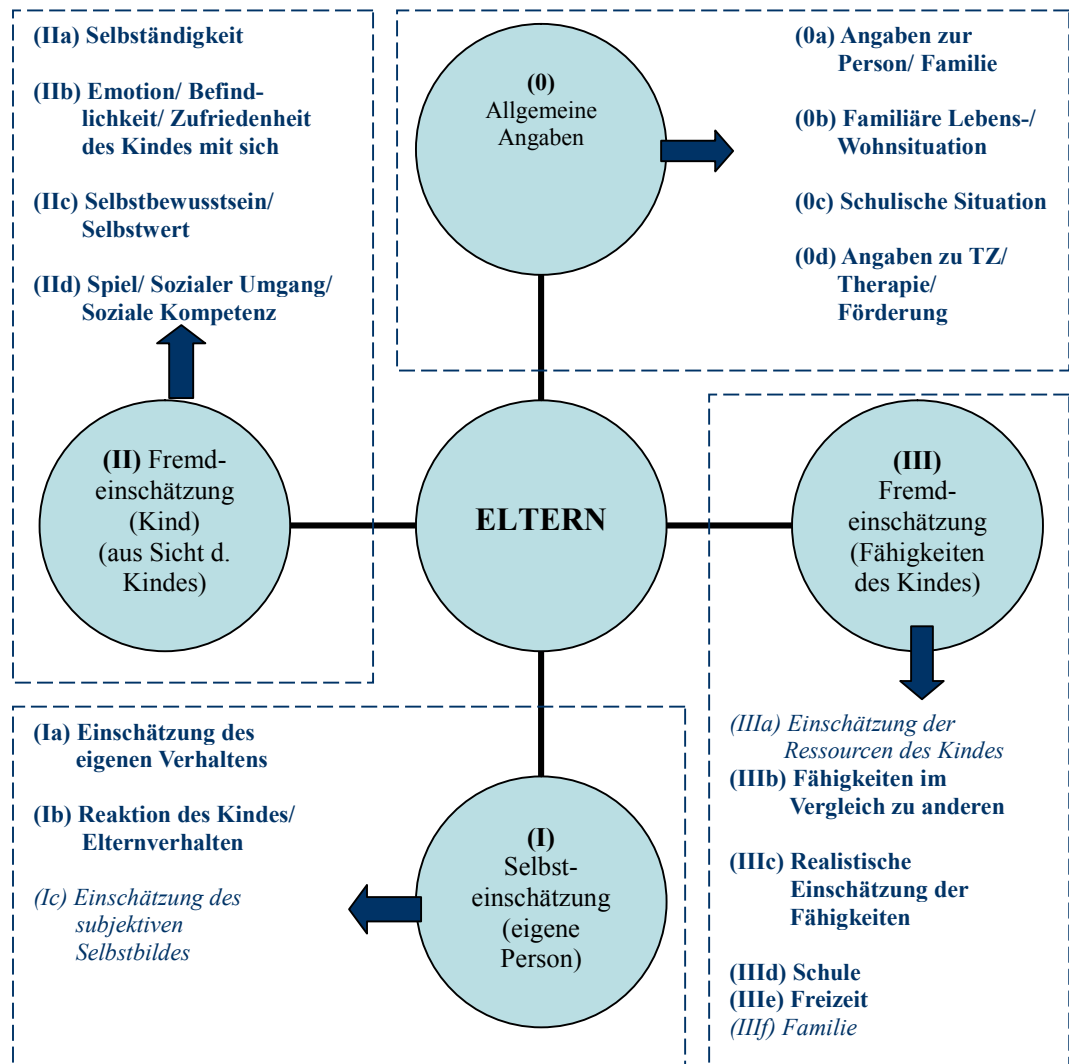 (IIa) Selbständigkeit
(IIb) Emotion/ Befind-
lichkeit/ Zufriedenheit
des Kindes mit sich
(IIc) Selbstbewusstsein/
Selbstwert
(IId) Spiel/ Sozialer Umgang/
Soziale Kompetenz
(0)
Allgemeine
Angaben
(0a) Angaben zur
Person/ Familie
(0b) Familiäre Lebens-/
Wohnsituation
(0c) Schulische Situation
(0d) Angaben zu TZ/
Therapie/
Förderung
(II) Fremd-
einschätzung
(Kind)
(aus Sicht d.
Kindes)
ELTERN
(III)
Fremd-
einschätzung
(Fähigkeiten
des Kindes)
(Ia) Einschätzung des
eigenen Verhaltens
(Ib) Reaktion des Kindes/
Elternverhalten
(Ic) Einschätzung des
subjektiven
Selbstbildes
(I)
Selbst-
einschätzung
(eigene
Person)
(IIIa) Einschätzung der
Ressourcen des Kindes
(IIIb) Fähigkeiten im
Vergleich zu anderen
(IIIc) Realistische
Einschätzung der
Fähigkeiten
(IIId) Schule
(IIIe) Freizeit
(IIIf) Familie